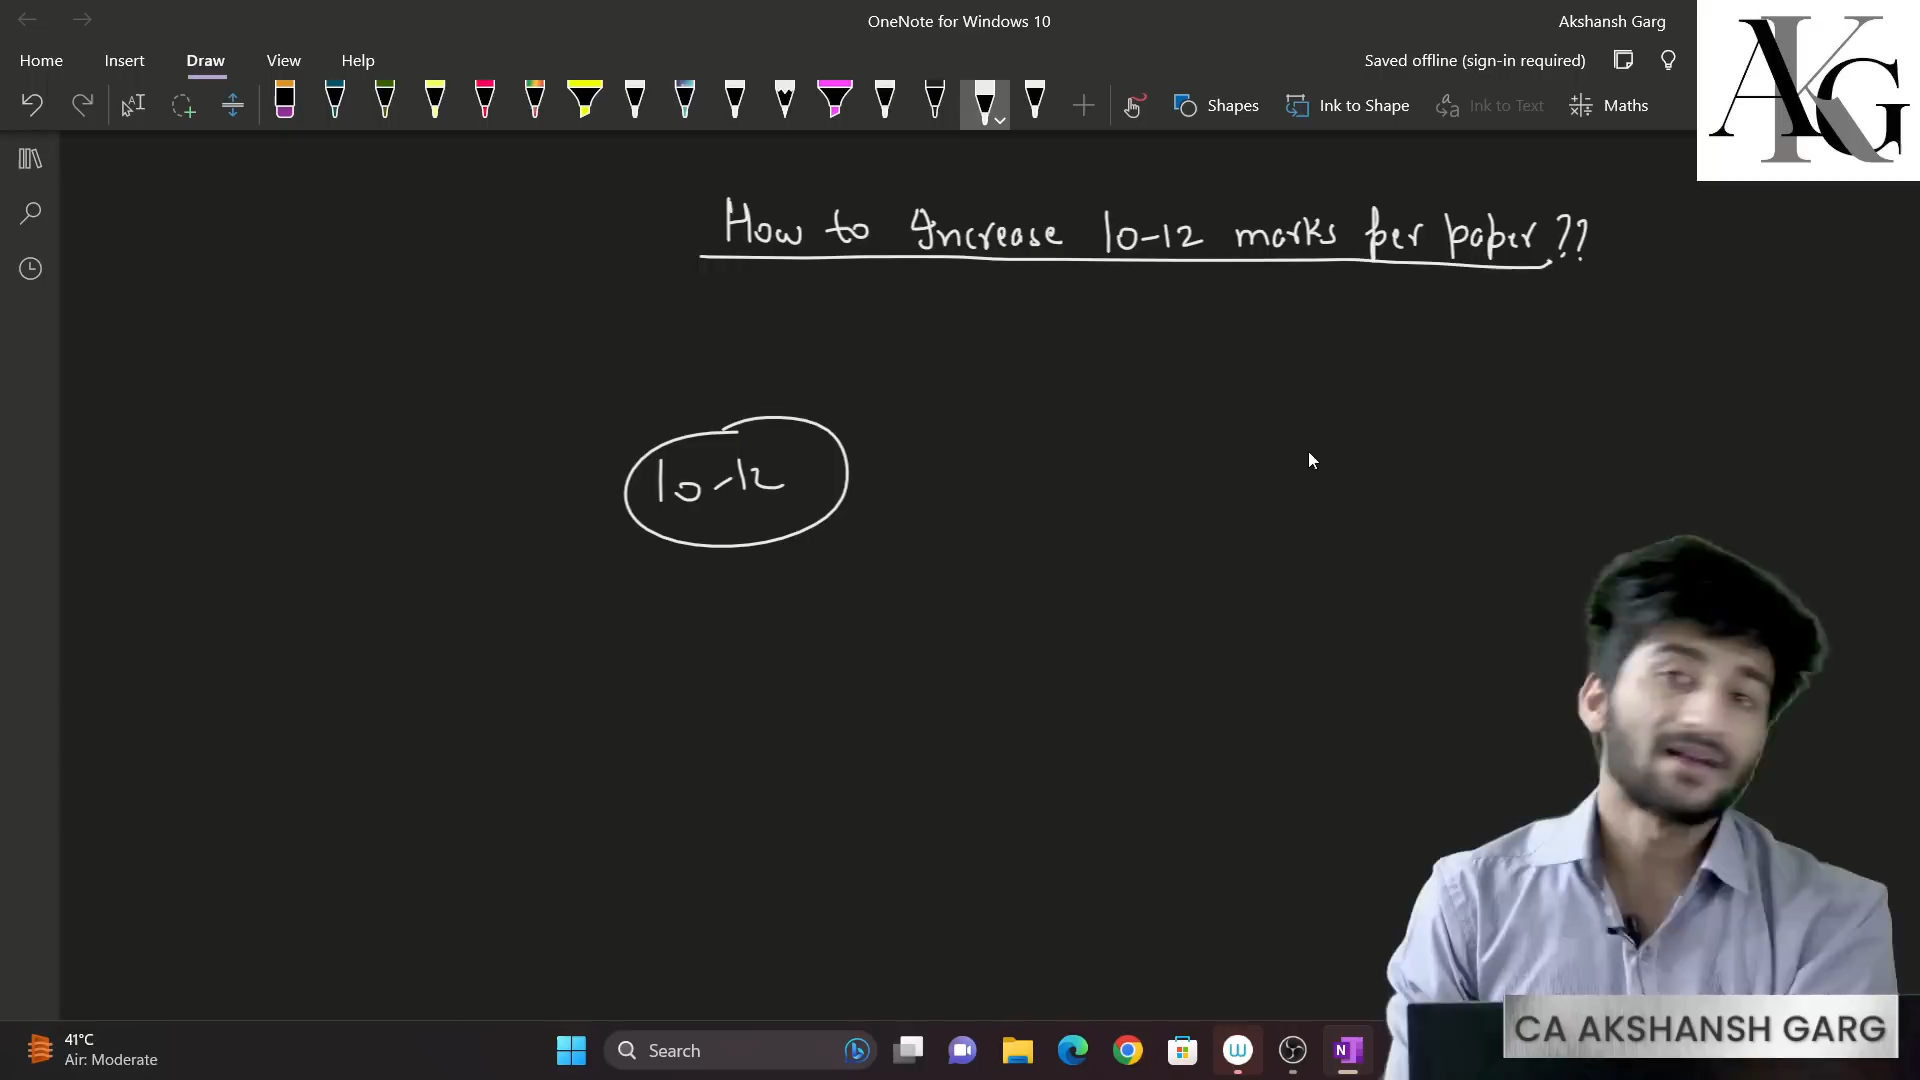 OneNote for Windows 10
Akshansh Garg
Home Insert Draw View Help
Saved offline (sign-in required)
Shapes Ink to Shape Ink to Text Maths
AKG
How to Increase 10-12 marks per paper ??
10-12
CA AKSHANSH GARG
41°C
Air: Moderate
Search